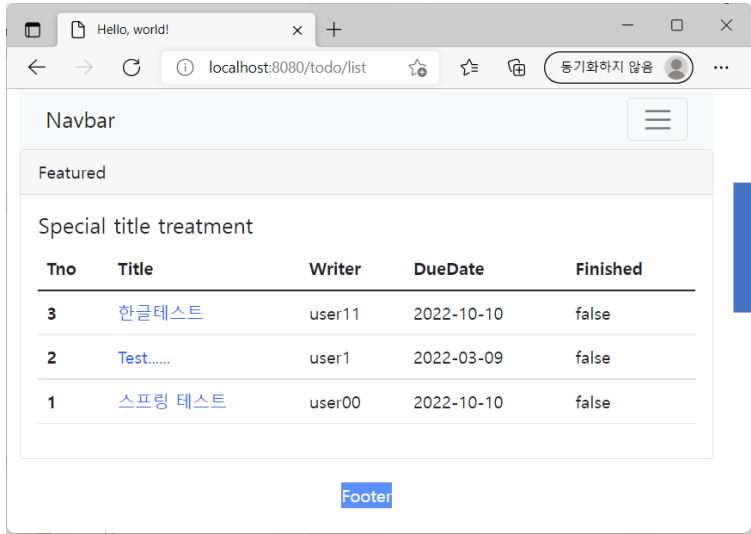 Hello, world!
localhost:8080/todo/list
동기화하지 않음
Navbar
Featured
Special title treatment
Tno Title Writer DueDate Finished
3 한글테스트 user11 2022-10-10 false
2 Test...... user1 2022-03-09 false
1 스프링 테스트 user00 2022-10-10 false
Footer